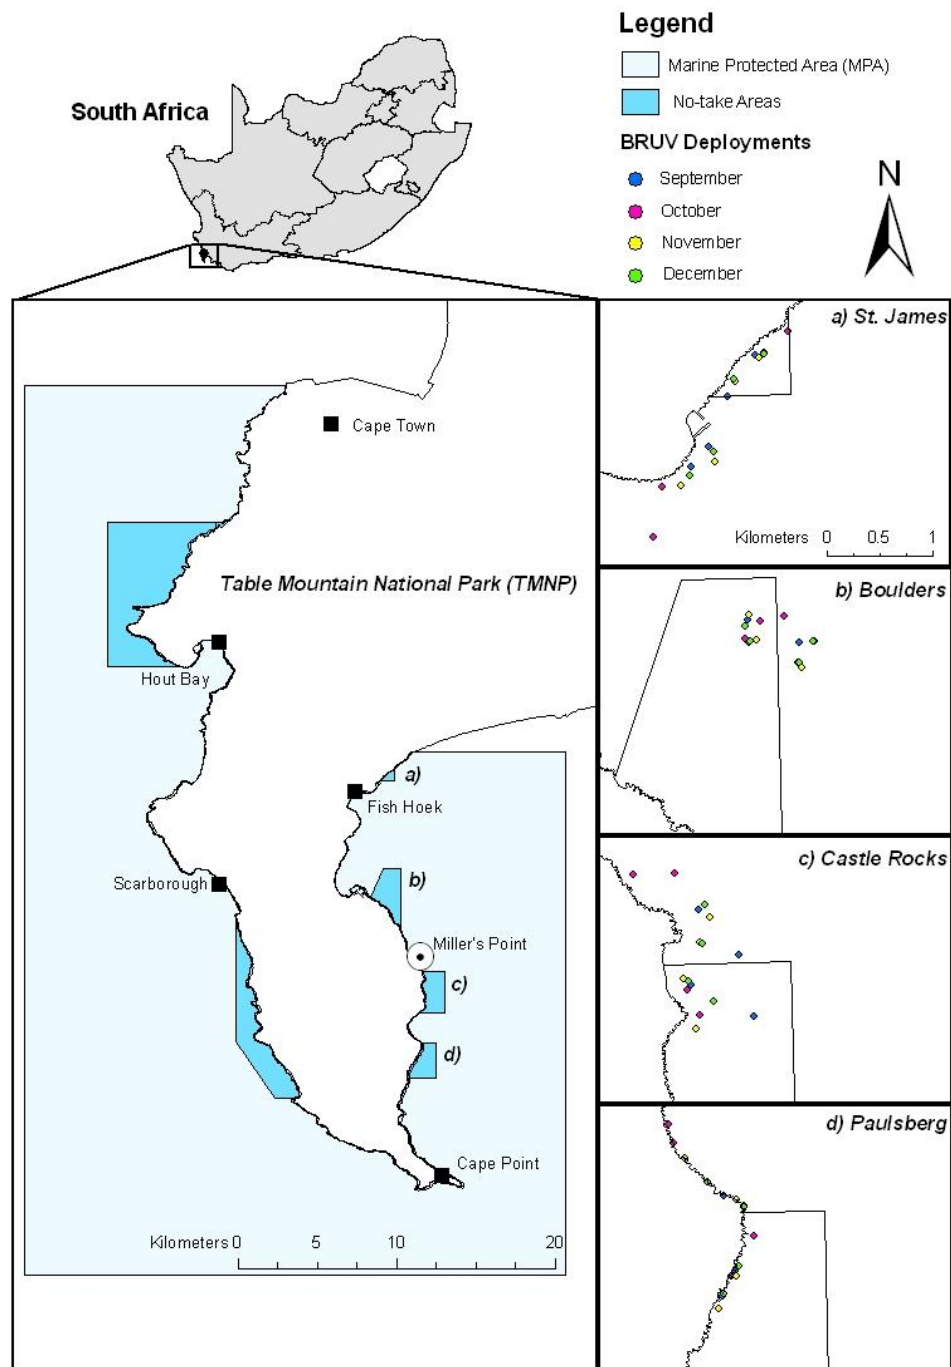 Legend
Marine Protected Area (MPA)
South Africa
No-take Areas
BRUV Deployments
September
N
October
November
December
a) St. James
Cape Town
Kilometers 0 0.5 1
Table Mountain National Park (TMNP)
b) Boulders
Hout Bay
a)
Fish Hoek
c) Castle Rocks
Scarborough
b)
Miller's Point
c)
d)
d) Paulsberg
Cape Point
Kilometers 0 5 10 20